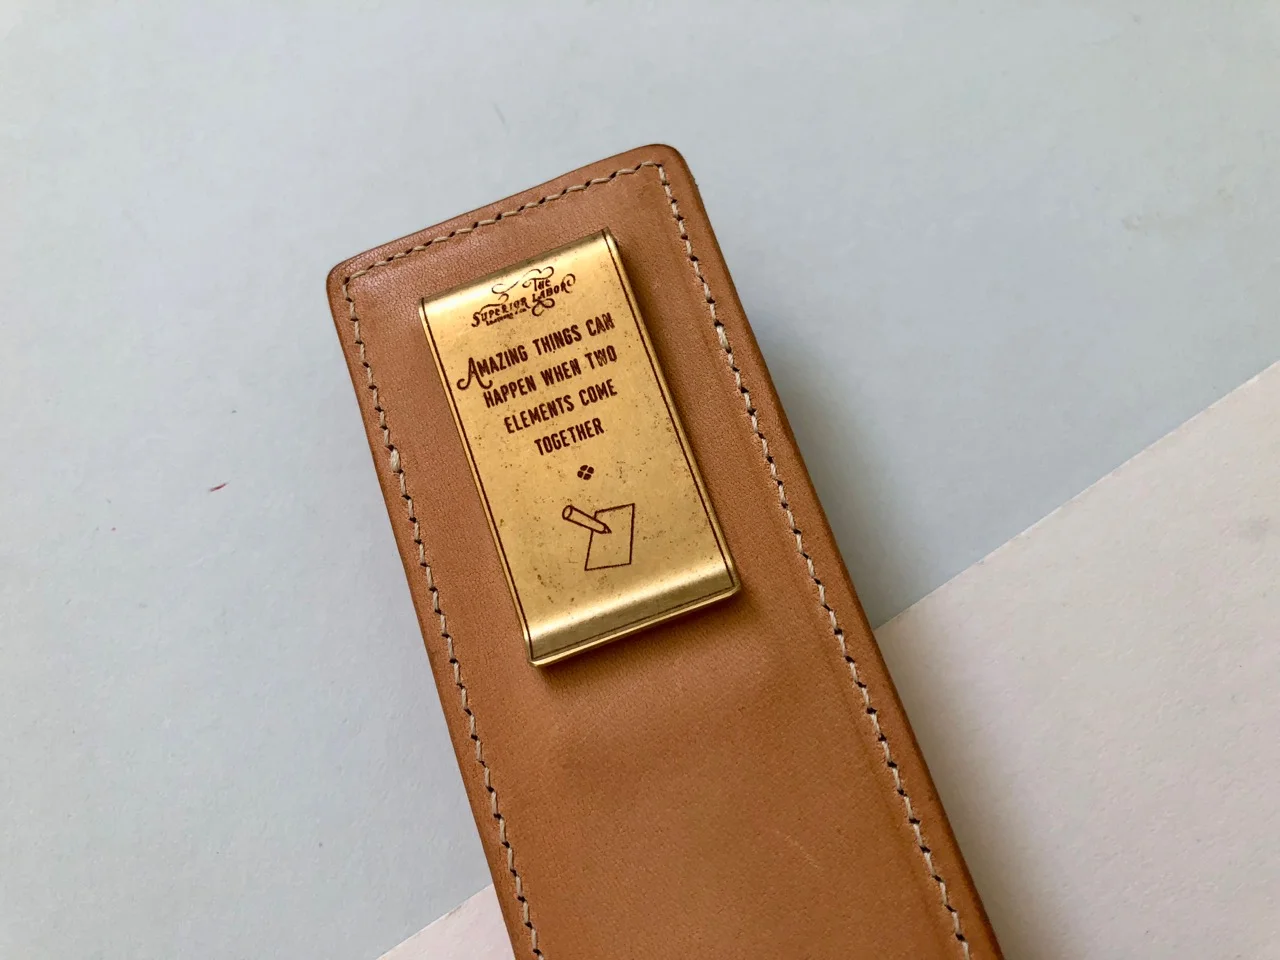 THE
SUPERIOR LABOR
AMAZING THINGS CAN
HAPPEN WHEN TWO
ELEMENTS COME
TOGETHER